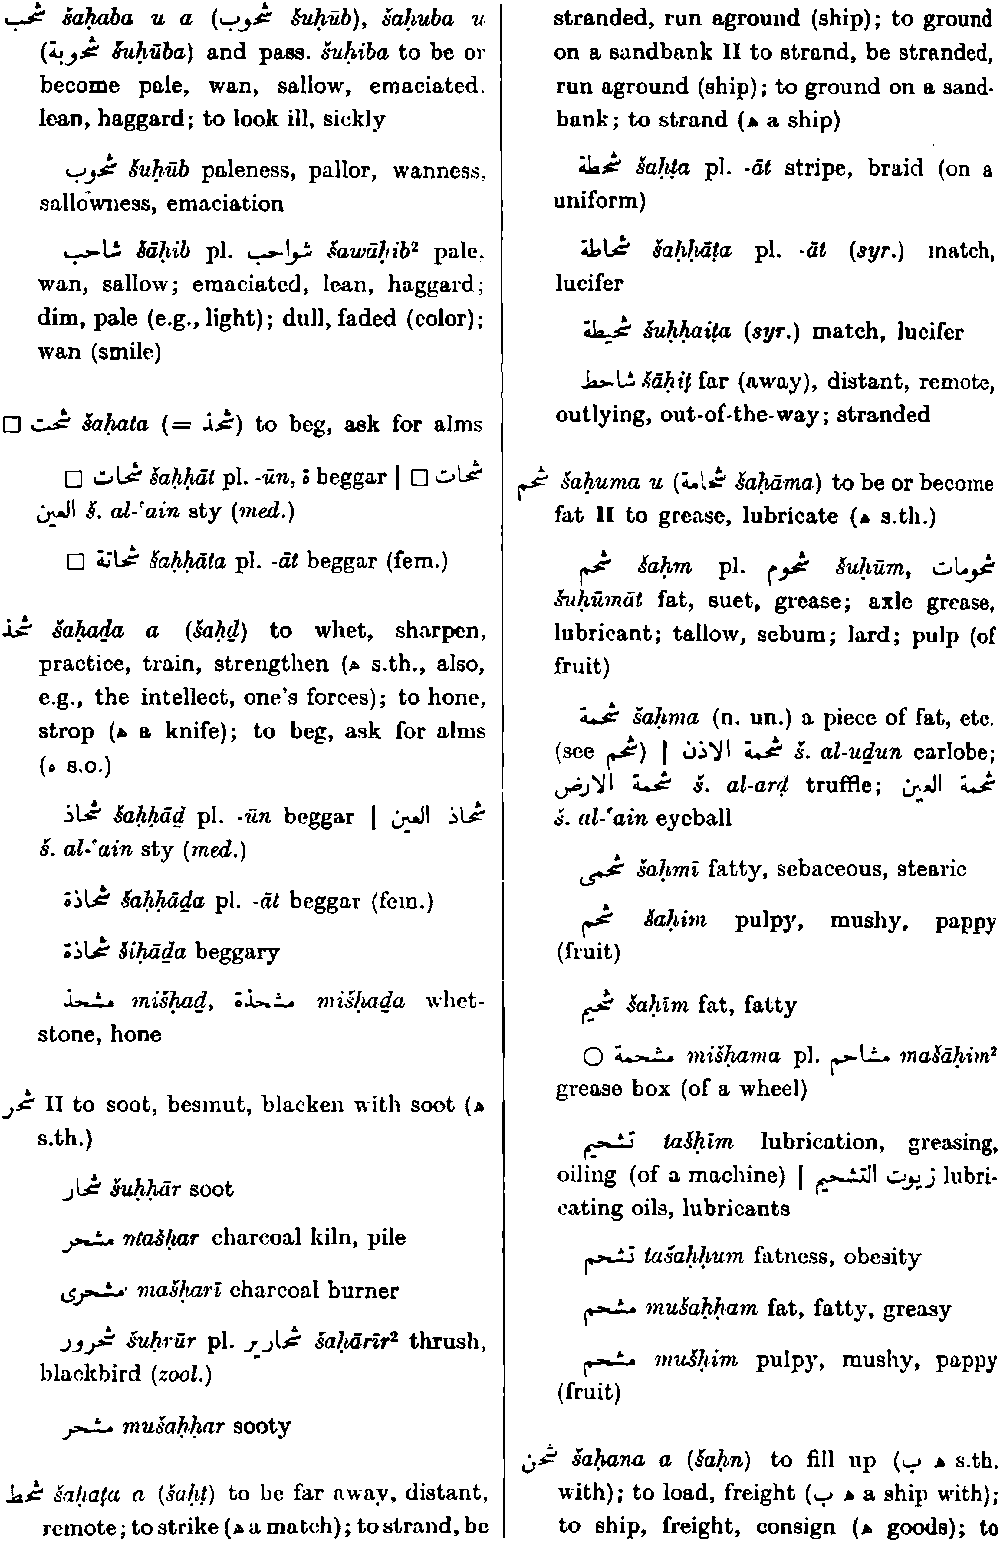 شحب šaḥaba u a (شحوب šuḥūb), šaḥuba u
(شحوبة šuḥūba) and pass. šuḥiba to be or
become pale, wan, sallow, emaciated,
lean, haggard; to look ill, sickly
شحوب šuḥūb paleness, pallor, wanness,
sallowness, emaciation
شاحب šāḥib pl. شواحب šawāḥib² pale,
wan, sallow; emaciated, lean, haggard;
dim, pale (e.g., light); dull, faded (color);
wan (smile)
□ شحت šaḥata (= شحذ) to beg, ask for alms
□ شحات šaḥḥāt pl. -ūn, ة beggar | □ شحات
العين š. al-ʿain sty (med.)
□ شحاتة šaḥḥāta pl. -āt beggar (fem.)
شحذ šaḥaḏa a (šaḥḏ) to whet, sharpen,
practice, train, strengthen (ه s.th., also,
e.g., the intellect, one's forces); to hone,
strop (ه a knife); to beg, ask for alms
(ه s.o.)
شحاذ šaḥḥāḏ pl. -ūn beggar | شحاذ العين
š. al-ʿain sty (med.)
شحاذة šaḥḥāḏa pl. -āt beggar (fem.)
شحاذة šiḥāḏa beggary
مشحذ mišḥaḏ, مشحذة mišḥaḏa whet-
stone, hone
شحر II to soot, besmut, blacken with soot (ه
s.th.)
شحار šuḥḥār soot
مشحر mašḥar charcoal kiln, pile
مشحرى mašḥarī charcoal burner
شحرور šuḥrūr pl. شحارير šaḥārīr² thrush,
blackbird (zool.)
مشحر mušaḥḥar sooty
شحط šaḥaṭa a (šaḥṭ) to be far away, distant,
remote; to strike (ه a match); to strand, be
stranded, run aground (ship); to ground
on a sandbank II to strand, be stranded,
run aground (ship); to ground on a sand-
bank; to strand (ه a ship)
شحطة šaḥṭa pl. -āt stripe, braid (on a
uniform)
شحاطة šaḥḥāṭa pl. -āt (syr.) match,
lucifer
شحيطة šuḥḥaiṭa (syr.) match, lucifer
شاحط šāḥiṭ far (away), distant, remote,
outlying, out-of-the-way; stranded
شحم šaḥuma u (شحامة šaḥāma) to be or become
fat II to grease, lubricate (ه s.th.)
شحم šaḥm pl. شحوم šuḥūm, شحومات
šuḥūmāt fat, suet, grease; axle grease,
lubricant; tallow, sebum; lard; pulp (of
fruit)
شحمة šaḥma (n. un.) a piece of fat, etc.
(see شحم) | شحمة الاذن š. al-uḏun earlobe;
شحمة الارض š. al-arḍ truffle; شحمة العين
š. al-ʿain eyeball
شحمى šaḥmī fatty, sebaceous, stearic
شحم šaḥim pulpy, mushy, pappy
(fruit)
شحيم šaḥīm fat, fatty
○ مشحمة mišḥama pl. مشاحم mašāḥim²
grease box (of a wheel)
تشحيم tašḥīm lubrication, greasing,
oiling (of a machine) | زيوت التشحيم lubri-
cating oils, lubricants
تشحم tašaḥḥum fatness, obesity
مشحم mušaḥḥam fat, fatty, greasy
مشحم mušḥim pulpy, mushy, pappy
(fruit)
شحن šaḥana a (šaḥn) to fill up (ه ب s.th.
with); to load, freight (ه ب a ship with);
to ship, freight, consign (ه goods); to